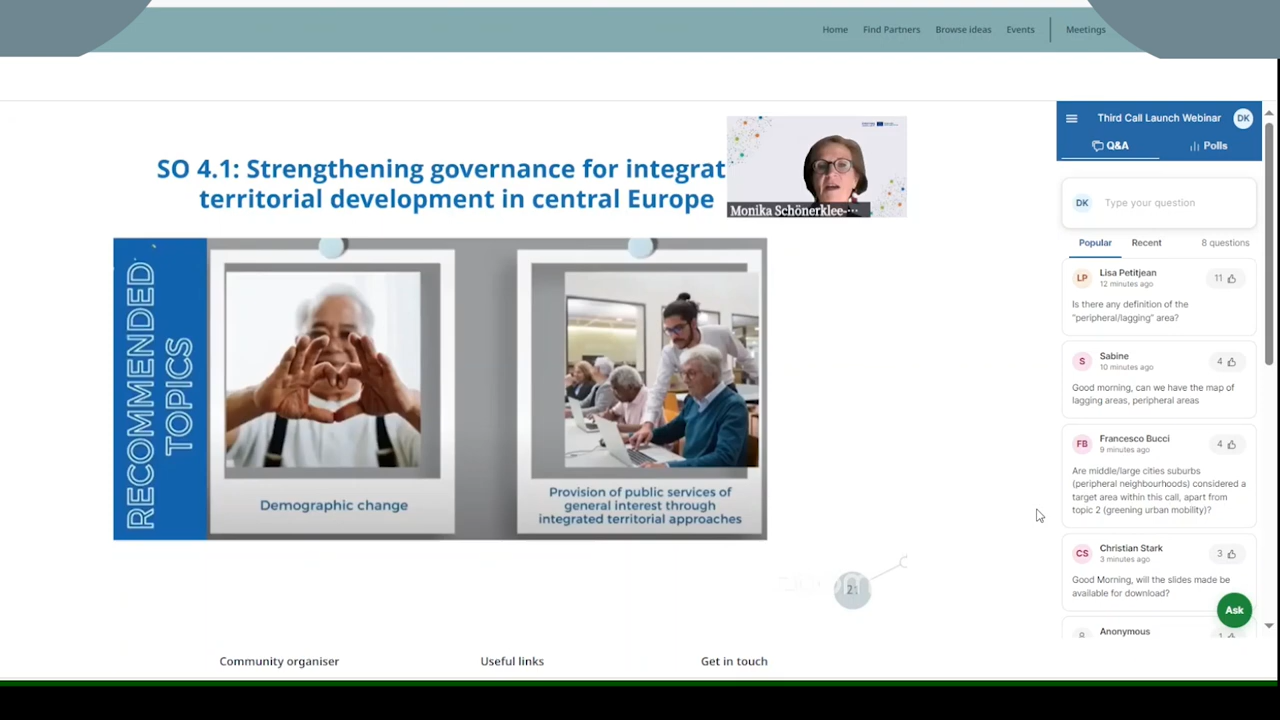 Home Find Partners Browse ideas Events Meetings
SO 4.1: Strengthening governance for integrat
territorial development in central Europe
Monika Schönerklee-...
RECOMMENDED
TOPICS
Demographic change
Provision of public services of
general interest through
integrated territorial approaches
21
Community organiser
Useful links
Get in touch
Third Call Launch Webinar
DK
Q&A
Polls
DK
Type your question
Popular
Recent
8 questions
LP
Lisa Petitjean
12 minutes ago
11
Is there any definition of the
"peripheral/lagging" area?
S
Sabine
10 minutes ago
4
Good morning, can we have the map of
lagging areas, peripheral areas
FB
Francesco Bucci
9 minutes ago
4
Are middle/large cities suburbs
(peripheral neighbourhoods) considered a
target area within this call, apart from
topic 2 (greening urban mobility)?
CS
Christian Stark
3 minutes ago
3
Good Morning, will the slides made be
available for download?
Ask
Anonymous